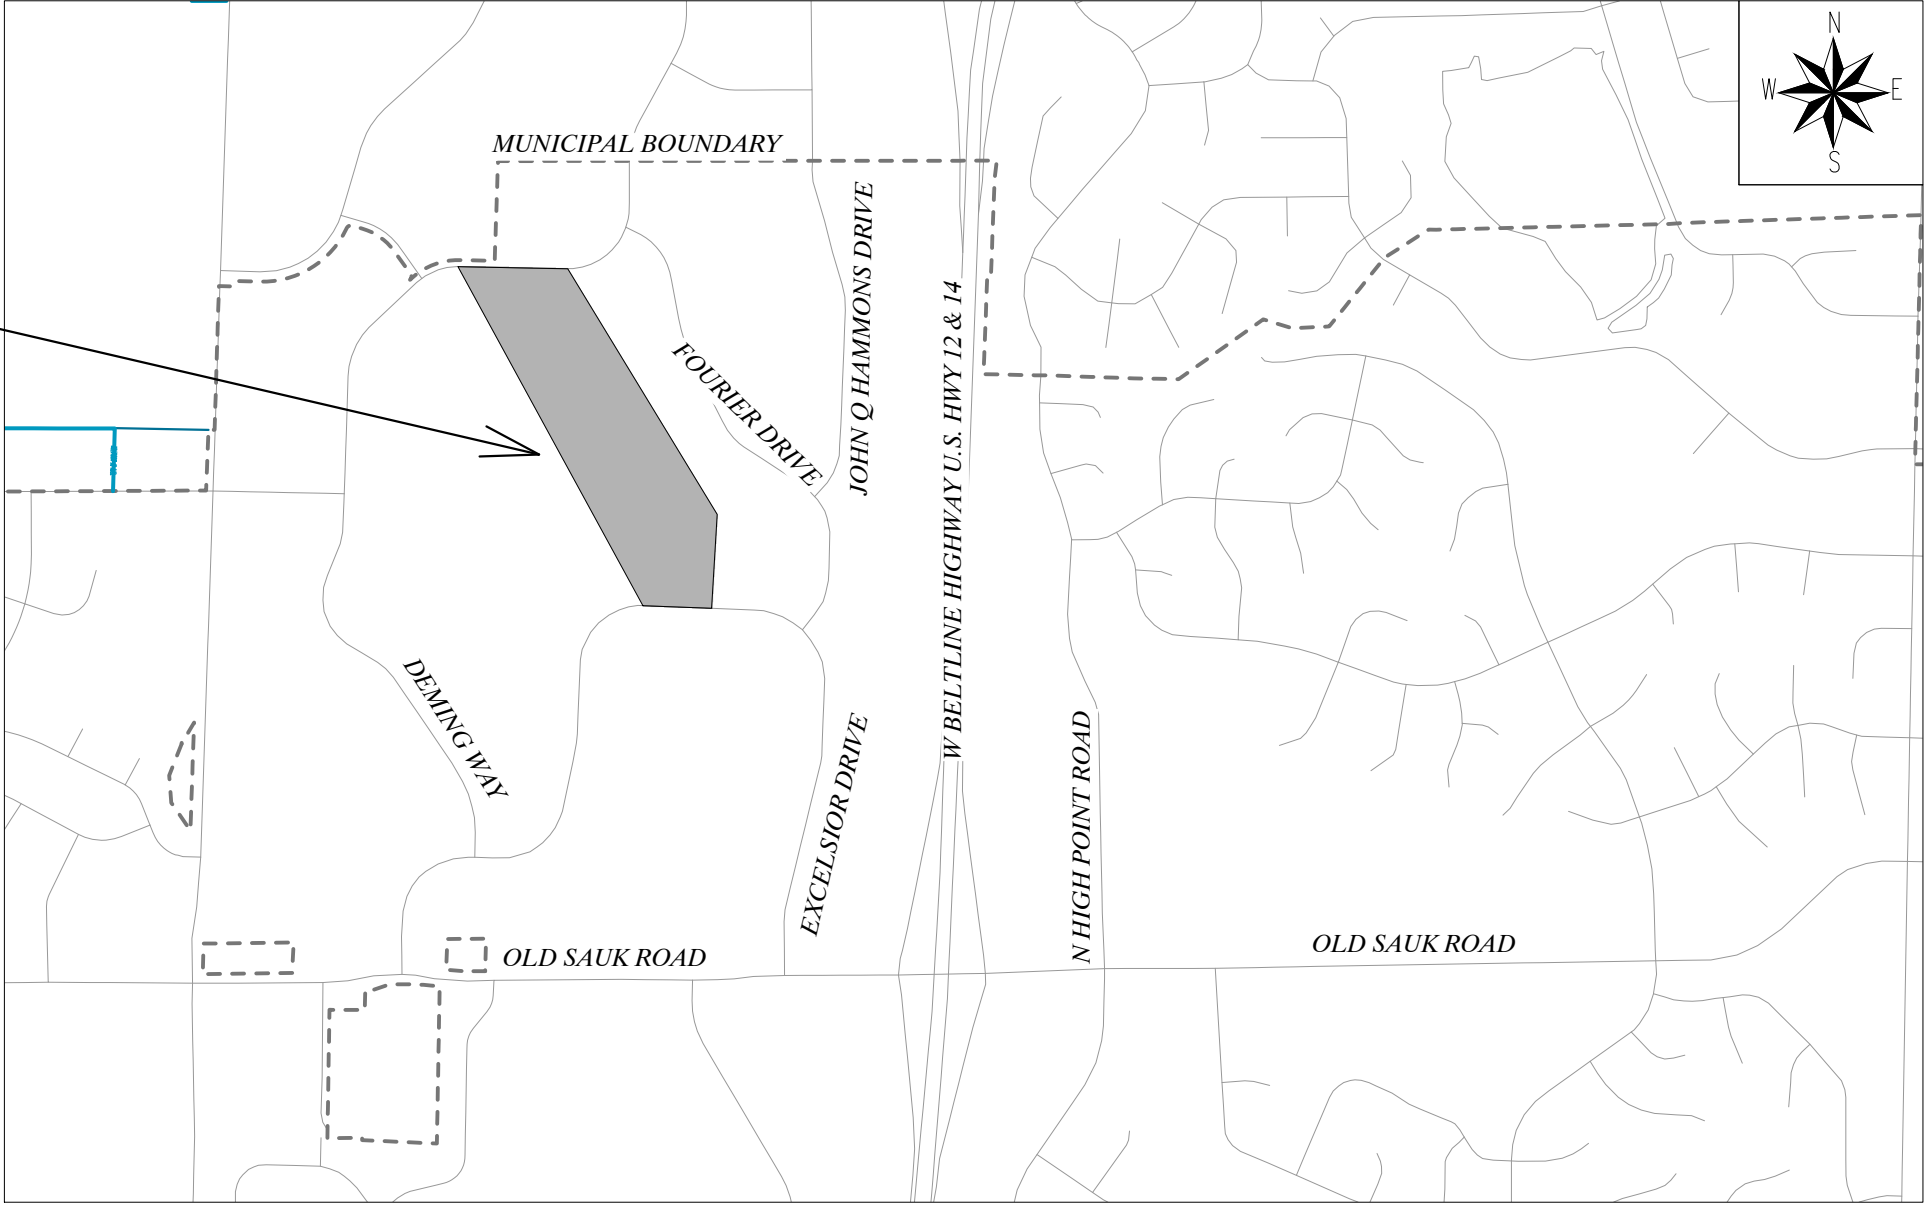 N
W E
S
MUNICIPAL BOUNDARY
JOHN Q HAMMONS DRIVE
W BELTLINE HIGHWAY U.S. HWY 12 & 14
FOURIER DRIVE
DEMING WAY
EXCELSIOR DRIVE
N HIGH POINT ROAD
OLD SAUK ROAD
OLD SAUK ROAD